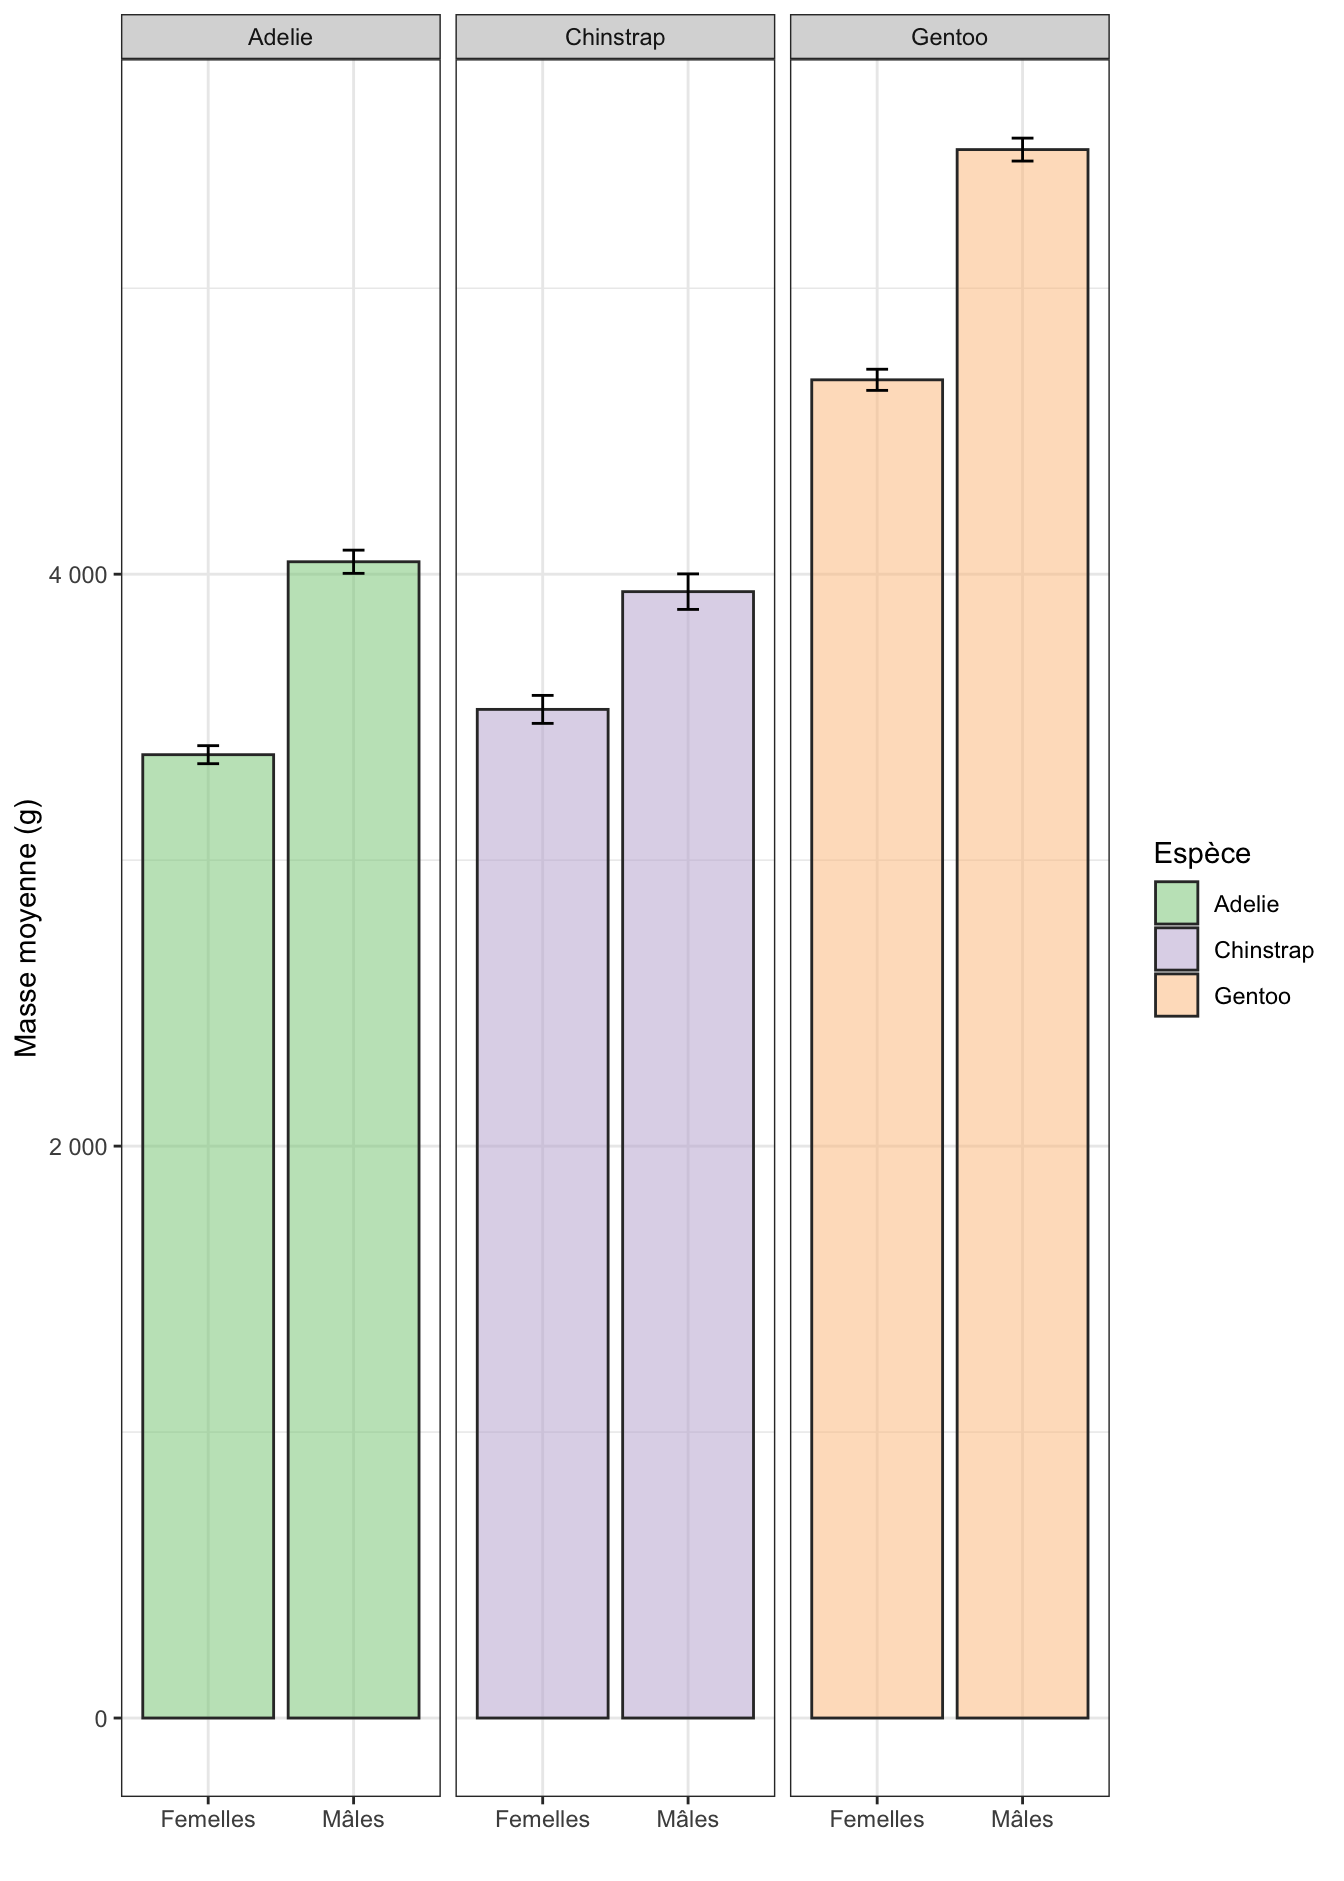 Adelie
Chinstrap
Gentoo
Masse moyenne (g)
4 000
2 000
0
Femelles
Mâles
Femelles
Mâles
Femelles
Mâles
Espèce
Adelie
Chinstrap
Gentoo